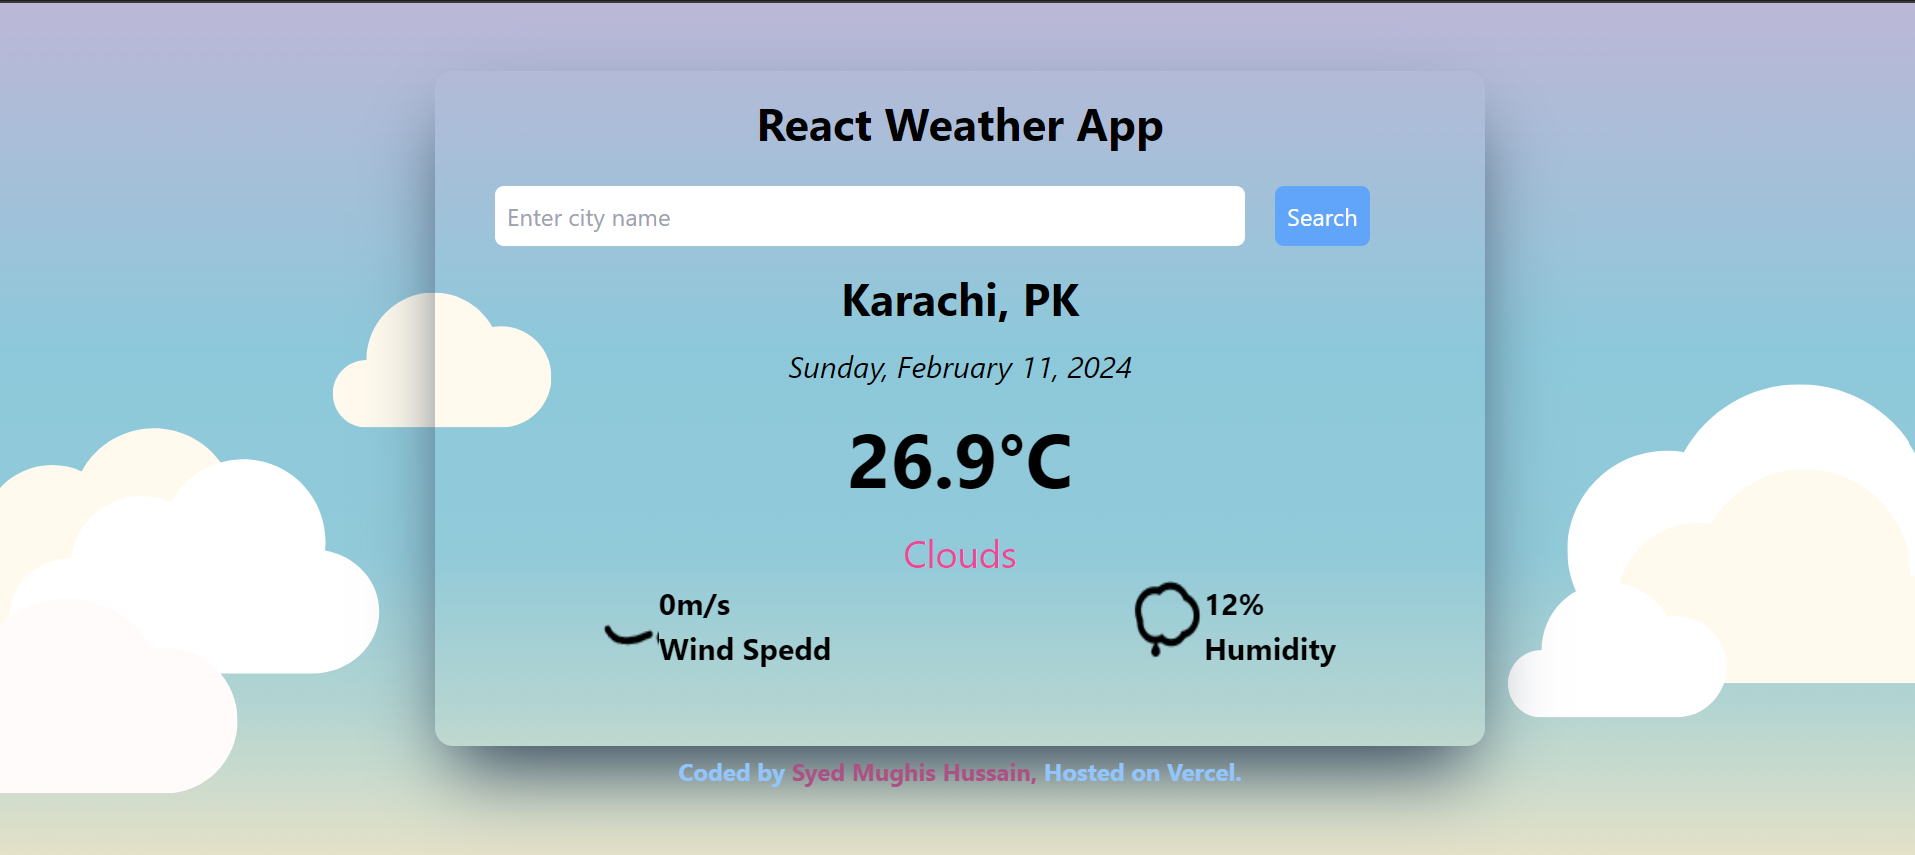 React Weather App
Enter city name
Search
Karachi, PK
Sunday, February 11, 2024
26.9°C
Clouds
0m/s
Wind Spedd
12%
Humidity
Coded by Syed Mughis Hussain, Hosted on Vercel.